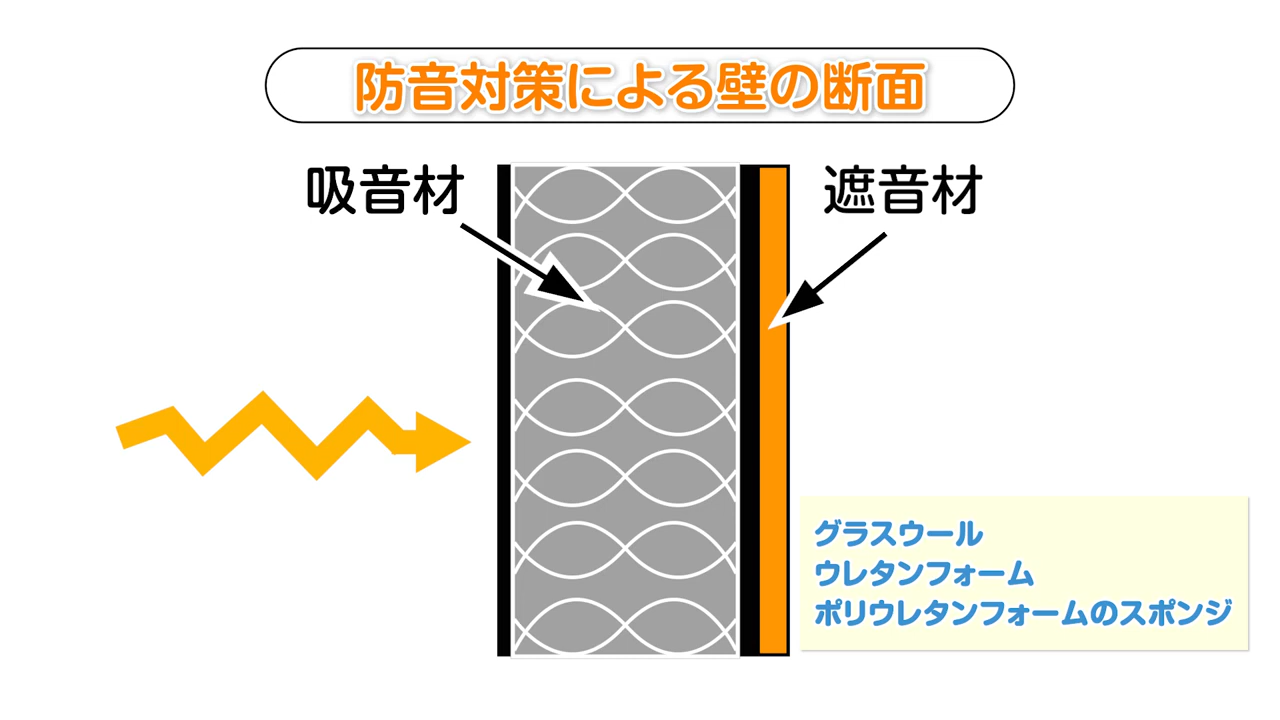 防音対策による壁の断面
吸音材
遮音材
グラスウール
ウレタンフォーム
ポリウレタンフォームのスポンジ